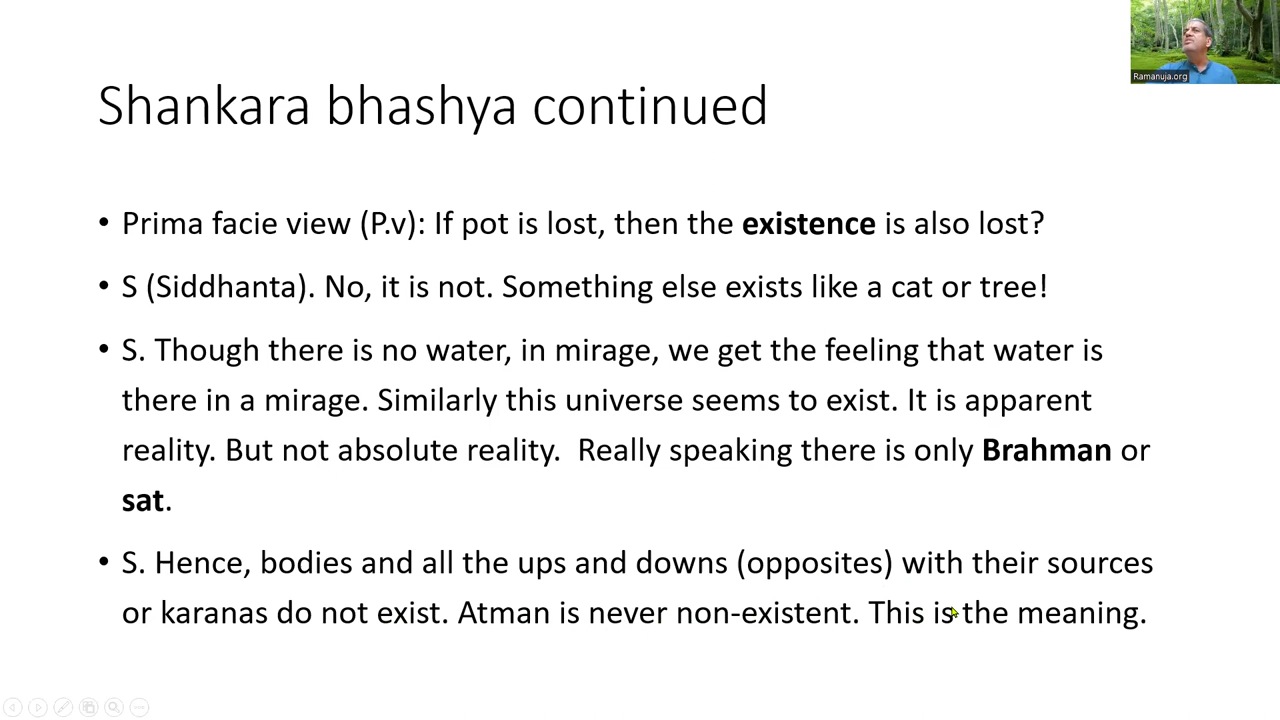 Ramanuja.org
Shankara bhashya continued
• Prima facie view (P.v): If pot is lost, then the existence is also lost?
• S (Siddhanta). No, it is not. Something else exists like a cat or tree!
• S. Though there is no water, in mirage, we get the feeling that water is
there in a mirage. Similarly this universe seems to exist. It is apparent
reality. But not absolute reality.  Really speaking there is only Brahman or
sat.
• S. Hence, bodies and all the ups and downs (opposites) with their sources
or karanas do not exist. Atman is never non-existent. This is the meaning.